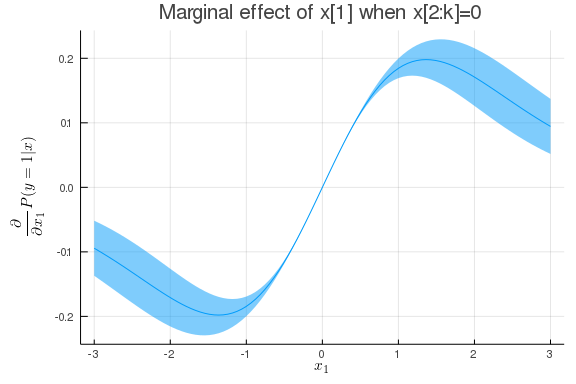 Marginal effect of x[1] when x[2:k]=0
0.2
0.1
0.0
-0.1
-0.2
∂/∂x₁ P(y = 1|x)
-3 -2 -1 0 1 2 3
x₁